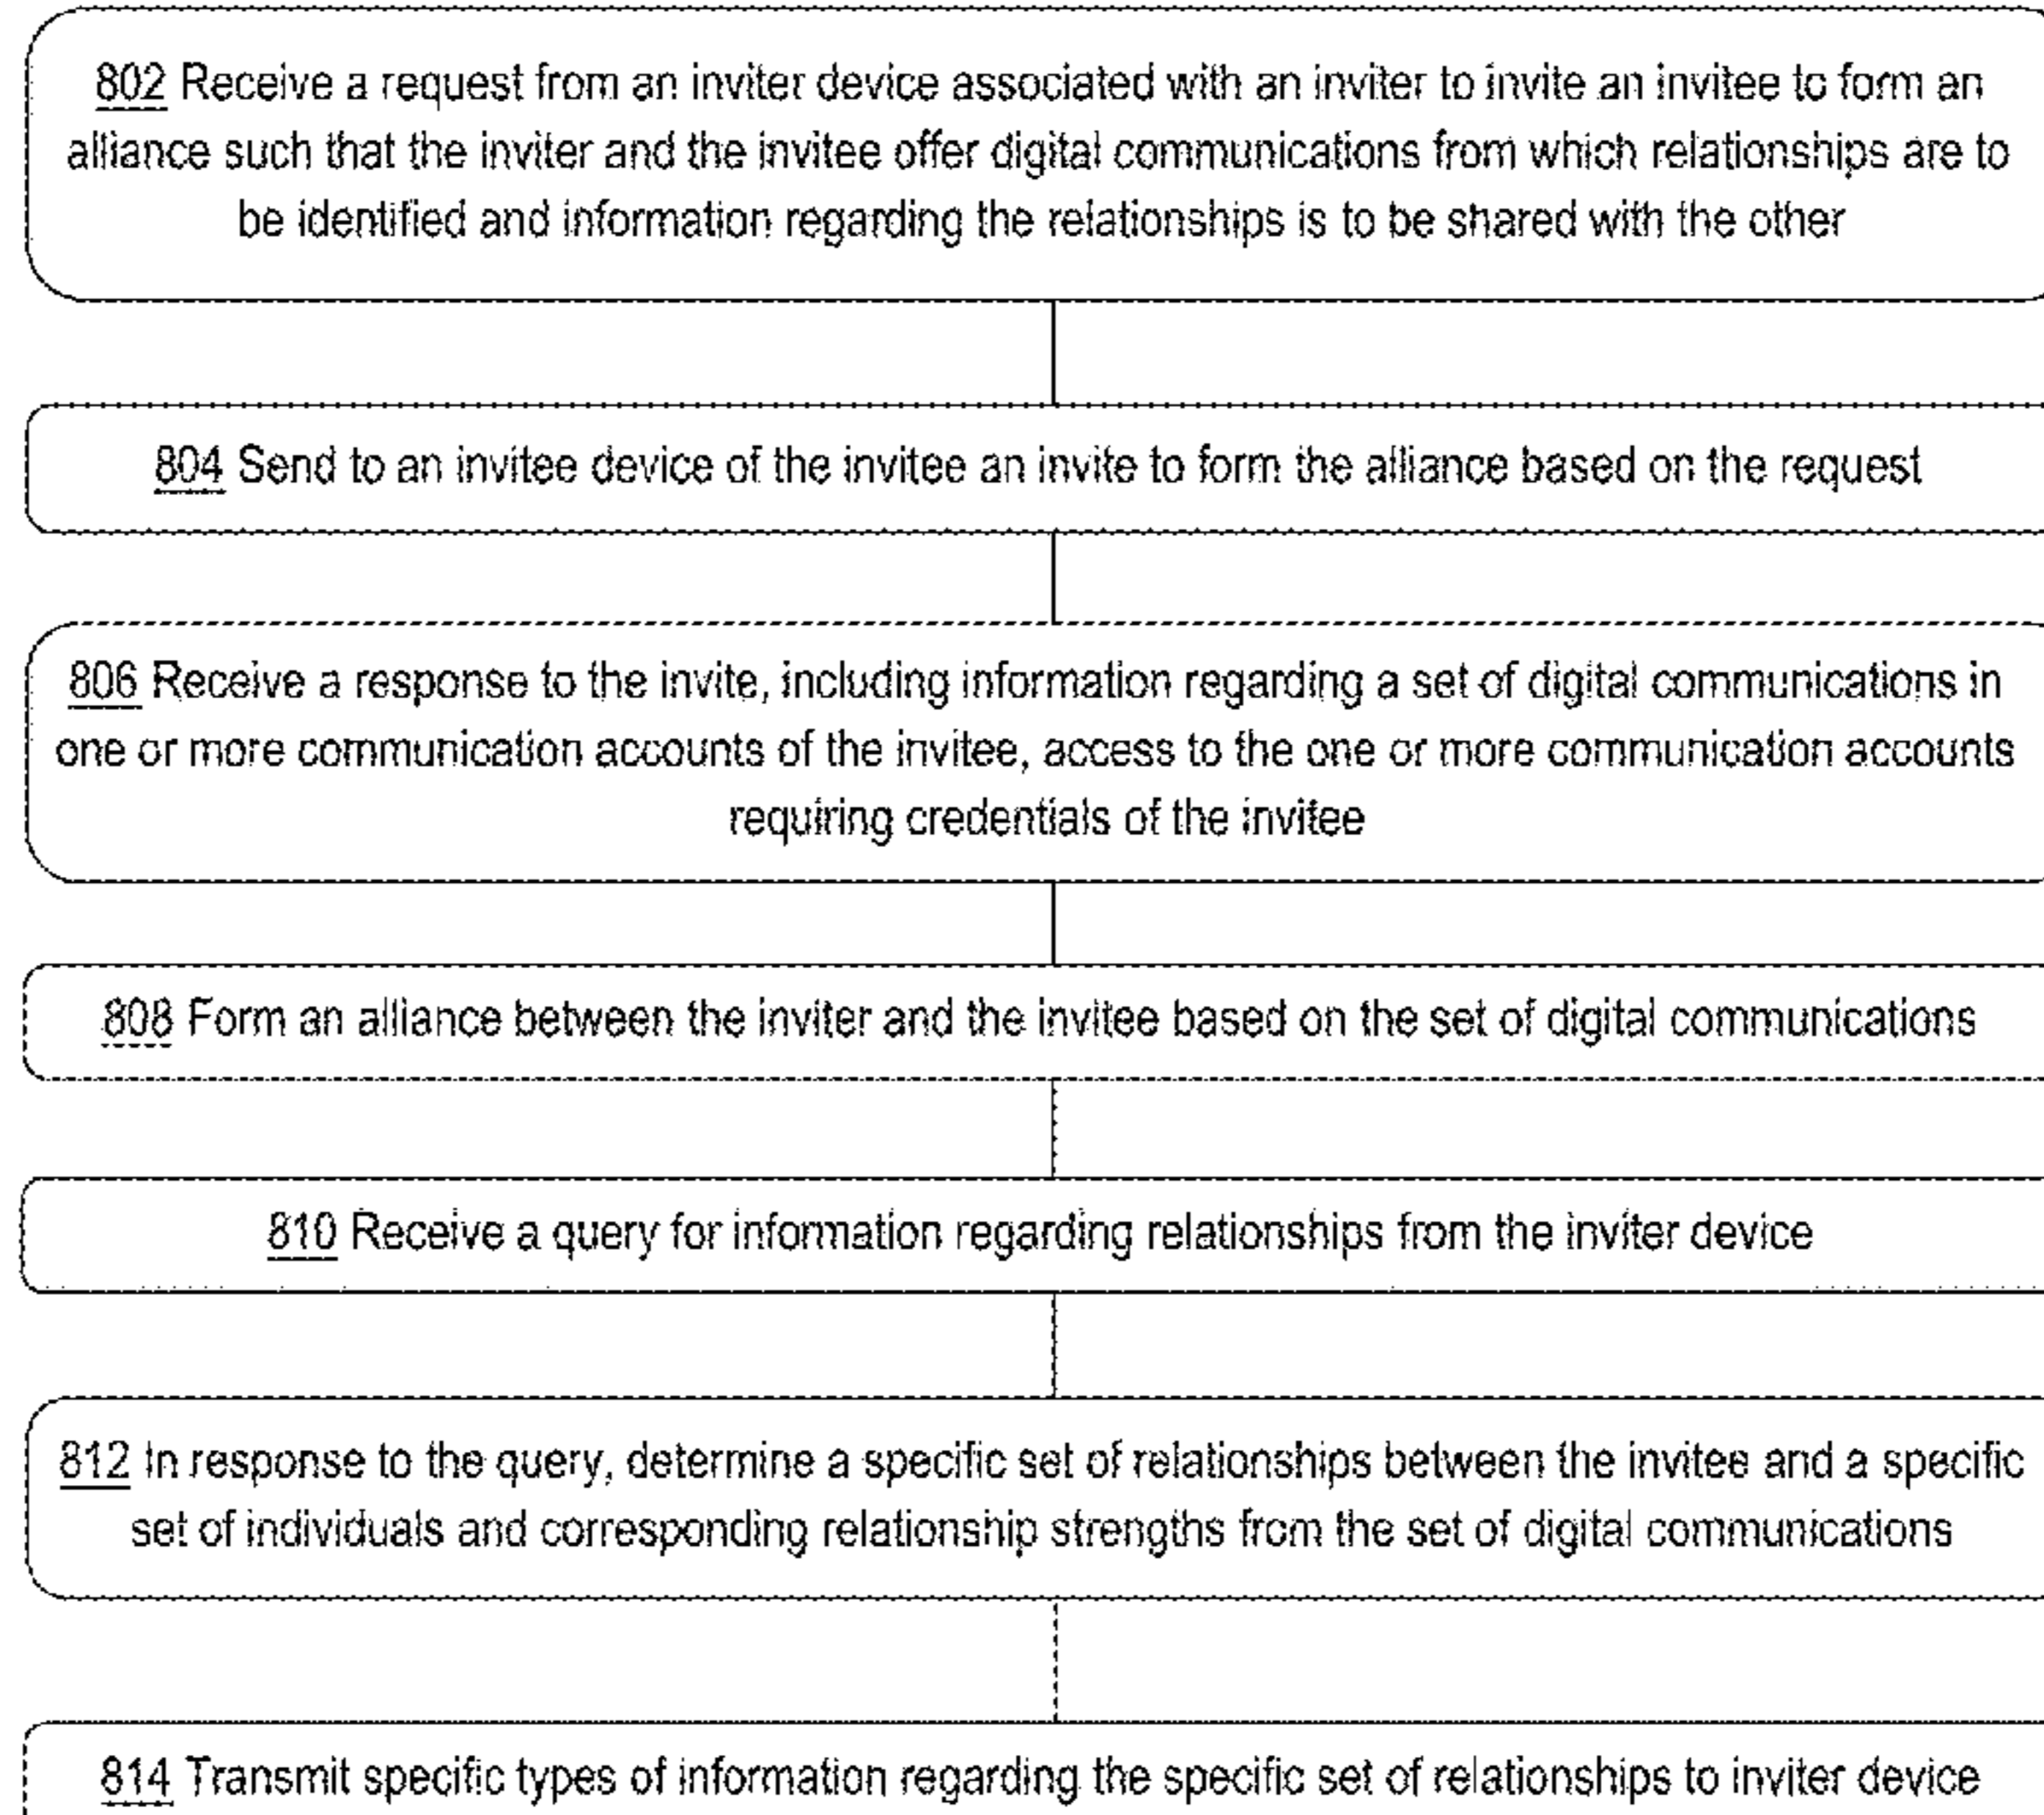 802 Receive a request from an inviter device associated with an inviter to invite an invitee to form an
alliance such that the inviter and the invitee offer digital communications from which relationships are to
be identified and information regarding the relationships is to be shared with the other
804 Send to an invitee device of the invitee an invite to form the alliance based on the request
806 Receive a response to the invite, including information regarding a set of digital communications in
one or more communication accounts of the invitee, access to the one or more communication accounts
requiring credentials of the invitee
808 Form an alliance between the inviter and the invitee based on the set of digital communications
810 Receive a query for information regarding relationships from the inviter device
812 In response to the query, determine a specific set of relationships between the invitee and a specific
set of individuals and corresponding relationship strengths from the set of digital communications
814 Transmit specific types of information regarding the specific set of relationships to inviter device